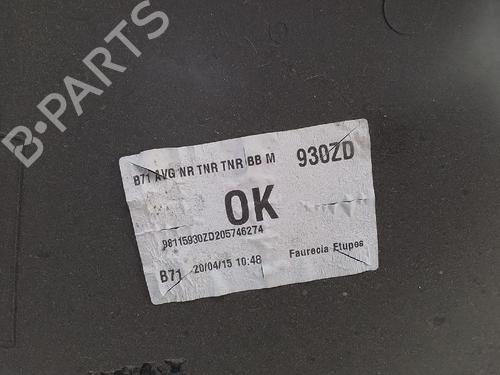 B-PARTS
B71 AVG NR TNR TNR BB M 930ZD
OK
98115930ZD205746274
B71 20/04/15 10:48 Faurecia Etupes